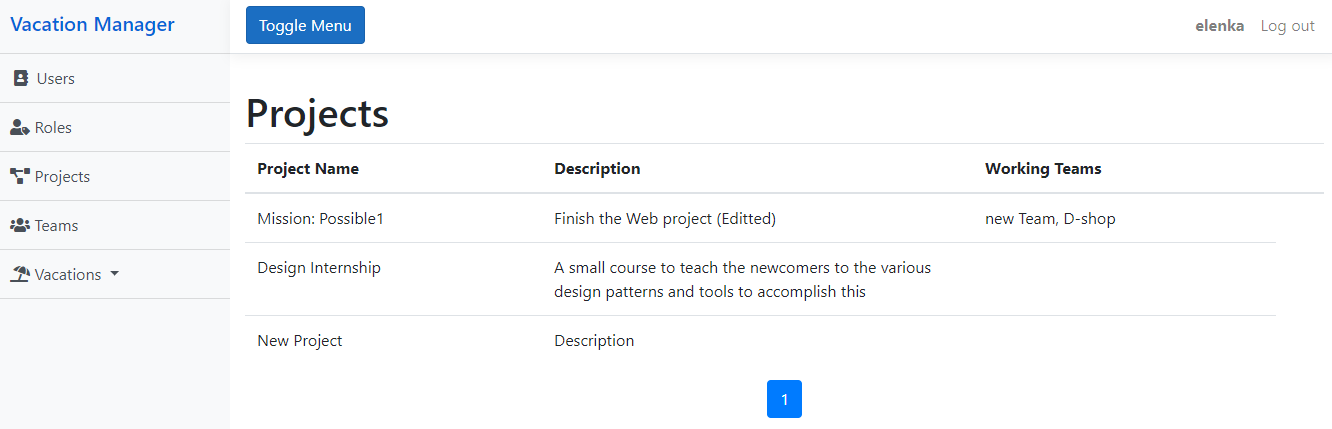 Vacation Manager
Toggle Menu
elenka Log out
Users
Roles
Projects
Teams
Vacations
Projects
Project Name Description Working Teams
Mission: Possible1 Finish the Web project (Editted) new Team, D-shop
Design Internship A small course to teach the newcomers to the various
design patterns and tools to accomplish this
New Project Description
1